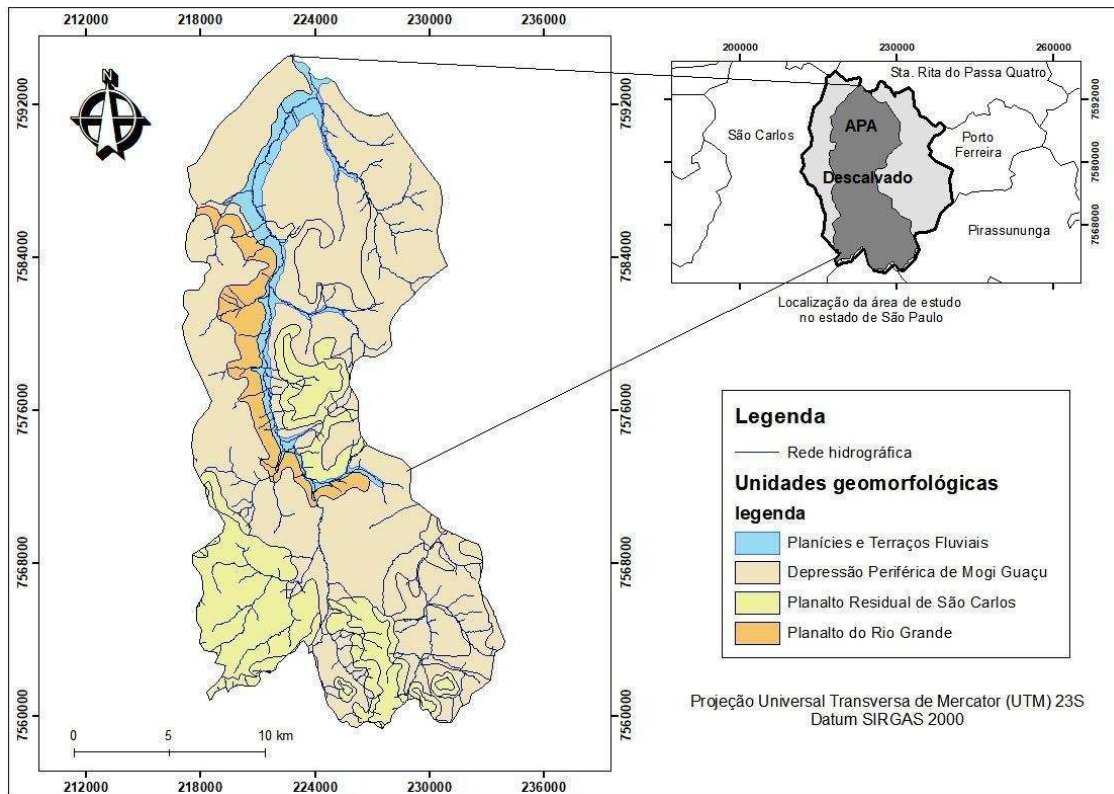 212000
218000
224000
230000
236000
7592000
7584000
7576000
7568000
7560000
N
0 5 10 km
212000
218000
224000
230000
236000
200000
230000
260000
Sta. Rita do Passa Quatro
São Carlos
APA
Porto
Ferreira
Descalvado
Pirassununga
7592000
7580000
7568000
Localização da área de estudo
no estado de São Paulo
Legenda
Rede hidrográfica
Unidades geomorfológicas
legenda
Planícies e Terraços Fluviais
Depressão Periférica de Mogi Guaçu
Planalto Residual de São Carlos
Planalto do Rio Grande
Projeção Universal Transversa de Mercator (UTM) 23S
Datum SIRGAS 2000